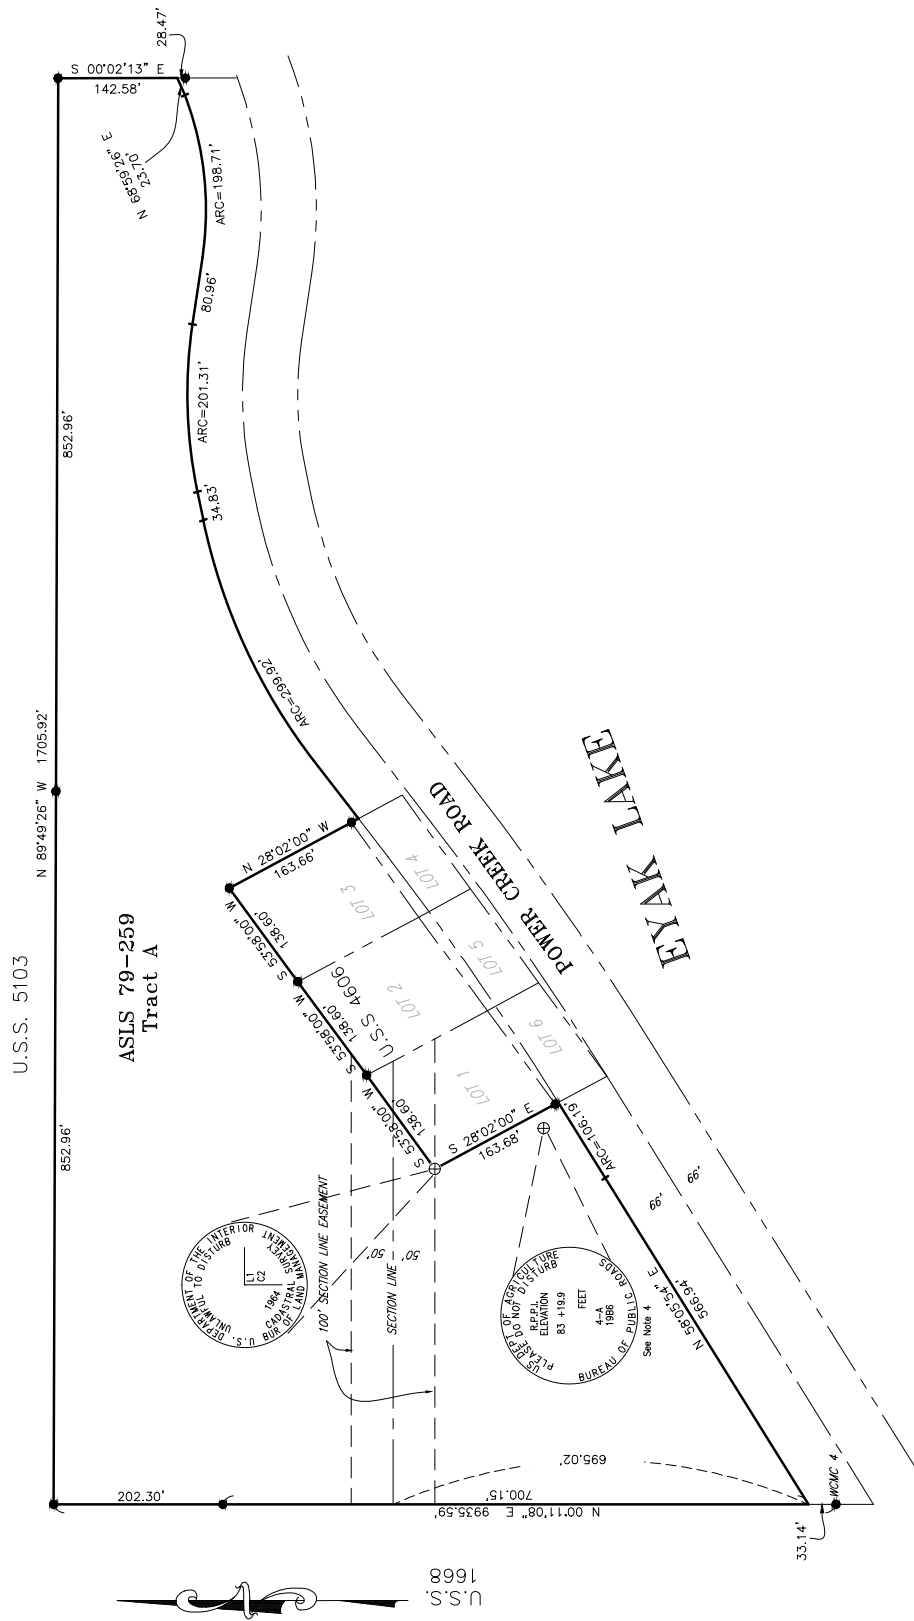 U.S.S. 5103
N 89°49'26" W 1705.92'
852.96'
852.96'
S 00°02'13" E
142.58'
28.47'
N 68°59'26" E
23.70'
ARC=198.71'
80.96'
ARC=201.31'
34.83'
ARC=299.92'
ASLS 79-259
Tract A
N 28°02'00" W
163.66'
S 53°58'00" W
138.60'
S 53°58'00" W
138.60'
S 53°58'00" W
138.60'
U.S.S 4606
LOT 1
LOT 2
LOT 3
LOT 4
LOT 5
LOT 6
S 28°02'00" E
163.68'
POWER CREEK ROAD
EYAK LAKE
ARC=106.19'
66'
66'
N 58°05'54" E
566.94'
DEPARTMENT OF THE INTERIOR
UNLAWFUL TO DISTURB
L1
C2
1964
CADASTRAL SURVEY
U.S. BUR OF LAND MANAGEMENT
100' SECTION LINE EASEMENT
SECTION LINE
50'
50'
US DEPT OF AGRICULTURE
PLEASE DO NOT DISTURB
R.P.P.I.
ELEVATION
83 +19.9
FEET
4-A
19B6
BUREAU OF PUBLIC ROADS
See Note 4
202.30'
700.15'
N 00°11'08" E 9935.59'
695.02'
33.14'
WCMC 4
U.S.S.
1668
N